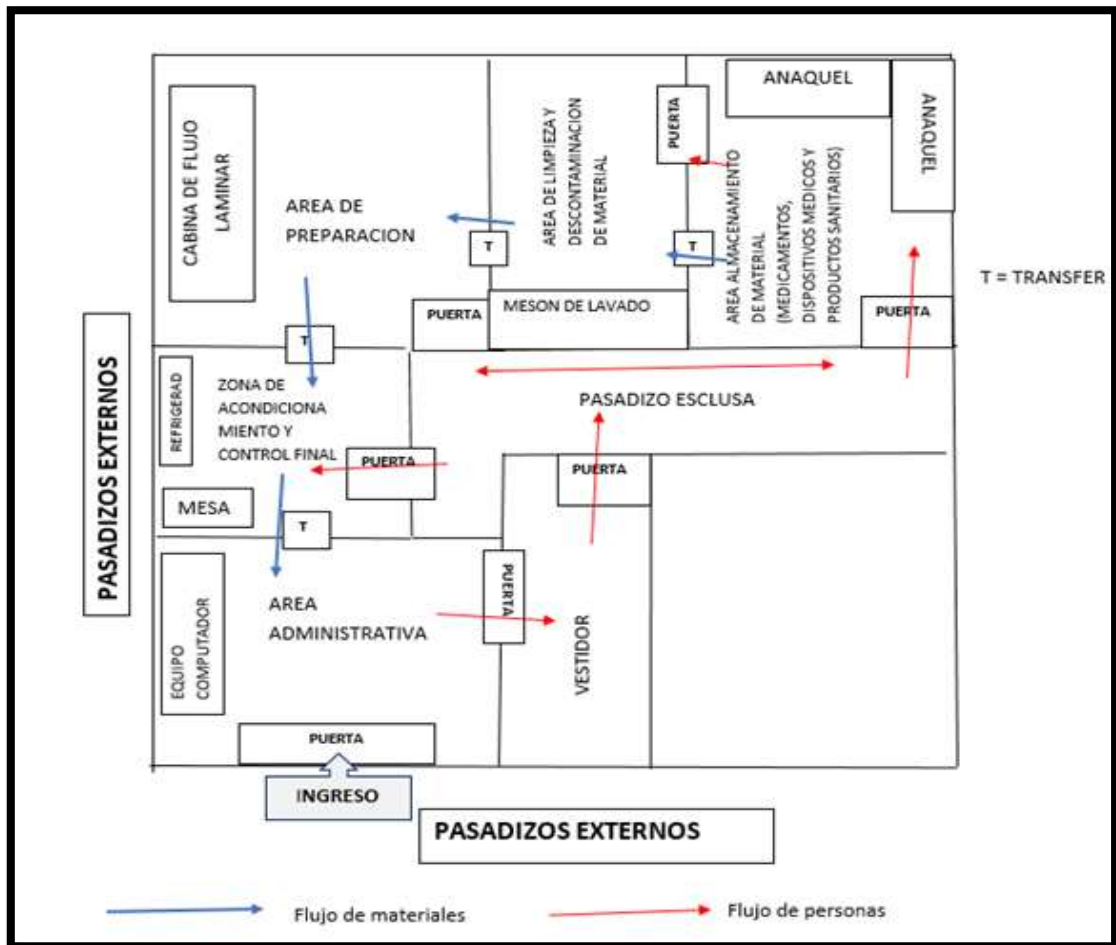 ANAQUEL
ANAQUEL
PUERTA
CABINA DE FLUJO
LAMINAR
AREA DE
PREPARACION
AREA DE LIMPIEZA Y
DESCONTAMINACION
DE MATERIAL
AREA ALMACENAMIENTO
DE MATERIAL
(MEDICAMENTOS,
DISPOSITIVOS MEDICOS Y
PRODUCTOS SANITARIOS)
T
T
T = TRANSFER
PUERTA
MESON DE LAVADO
PUERTA
T
PASADIZOS EXTERNOS
REFRIGERAD
ZONA DE
ACONDICIONA
MIENTO Y
CONTROL FINAL
PASADIZO ESCLUSA
PUERTA
PUERTA
MESA
T
EQUIPO
COMPUTADOR
AREA
ADMINISTRATIVA
PUERTA
VESTIDOR
PUERTA
INGRESO
PASADIZOS EXTERNOS
Flujo de materiales
Flujo de personas